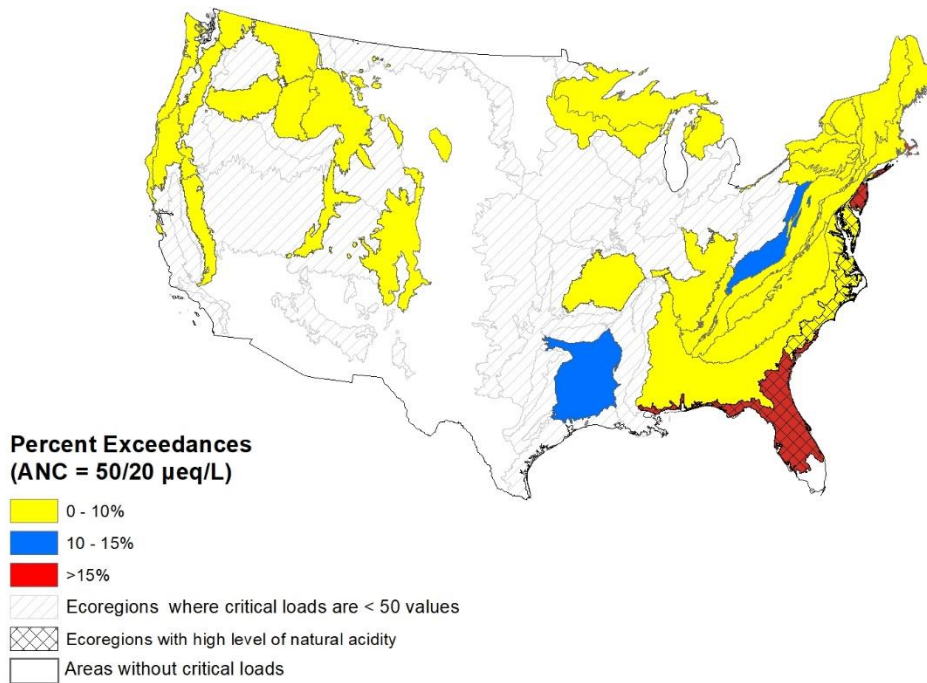 Percent Exceedances
(ANC = 50/20 µeq/L)
0 - 10%
10 - 15%
>15%
Ecoregions where critical loads are < 50 values
Ecoregions with high level of natural acidity
Areas without critical loads